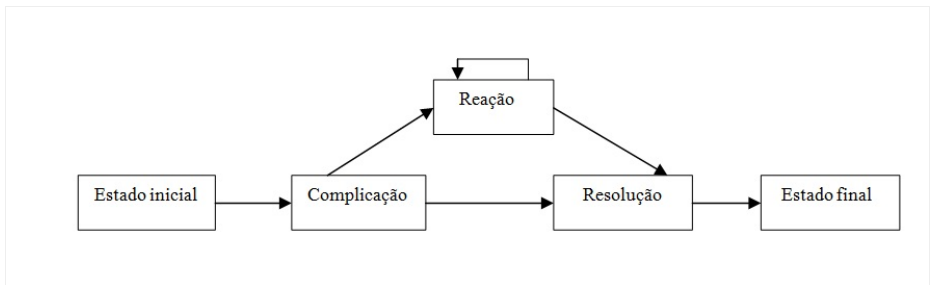 Reação
Estado inicial
Complicação
Resolução
Estado final